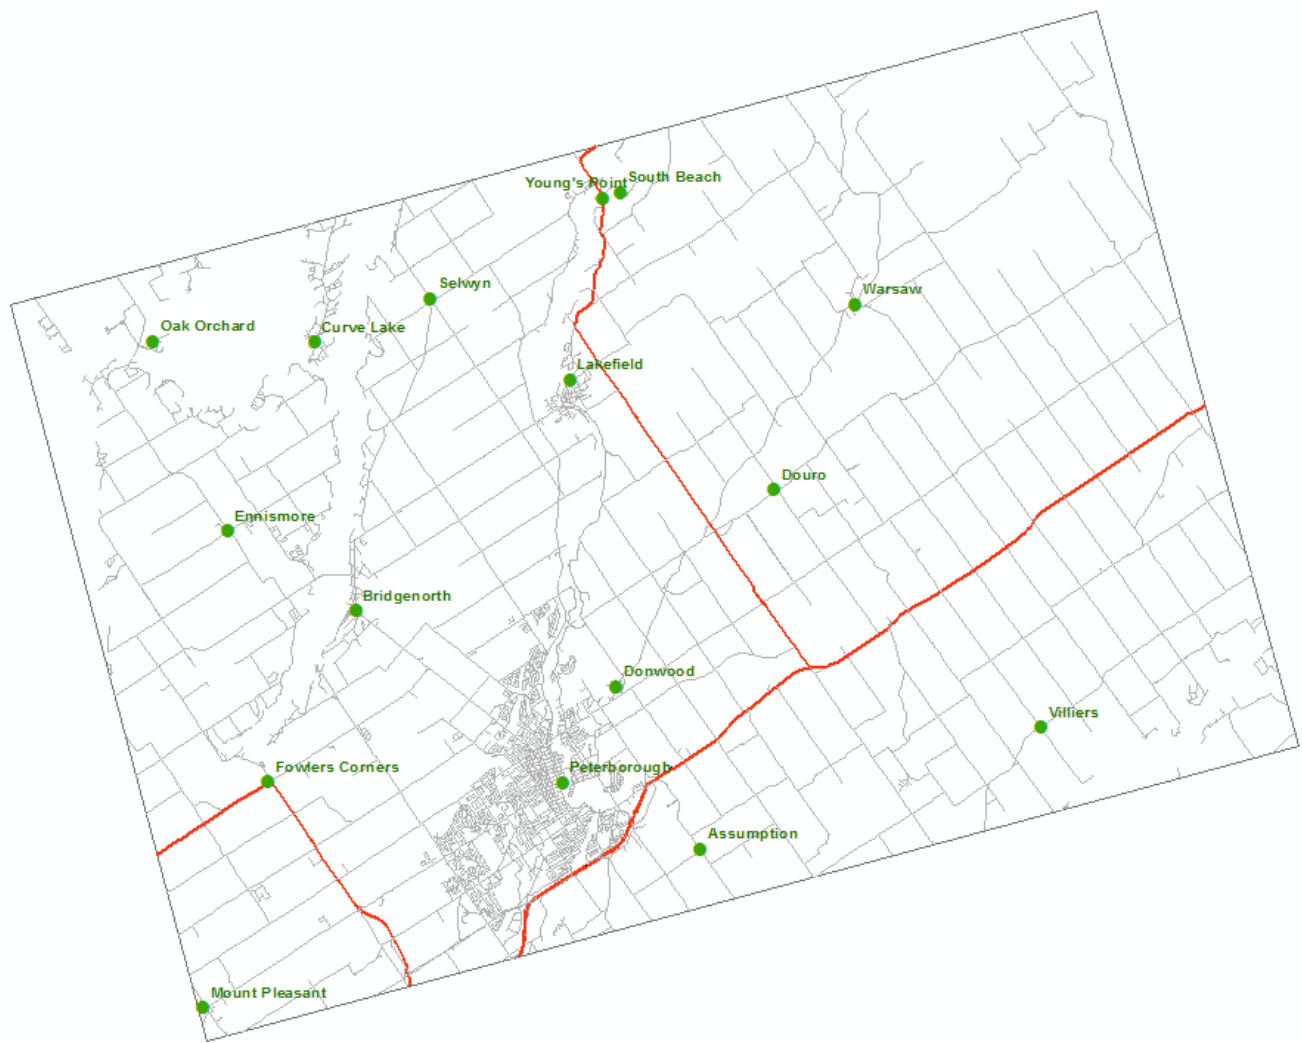 South Beach
Young's Point
Selwyn
Warsaw
Oak Orchard
Curve Lake
Lakefield
Douro
Ennismore
Bridgenorth
Donwood
Villiers
Fowlers Corners
Peterborough
Assumption
Mount Pleasant